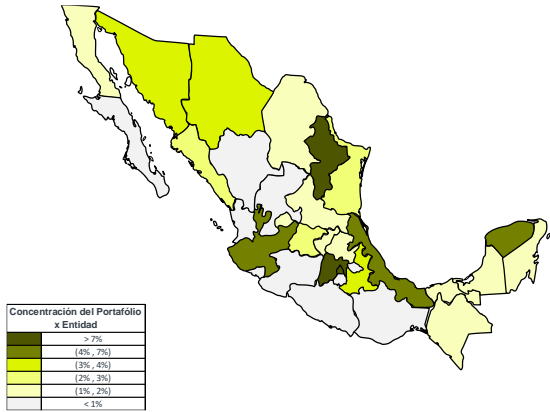 Concentración del Portafólio
x Entidad
> 7%
(4% , 7%)
(3% , 4%)
(2% , 3%)
(1% , 2%)
< 1%